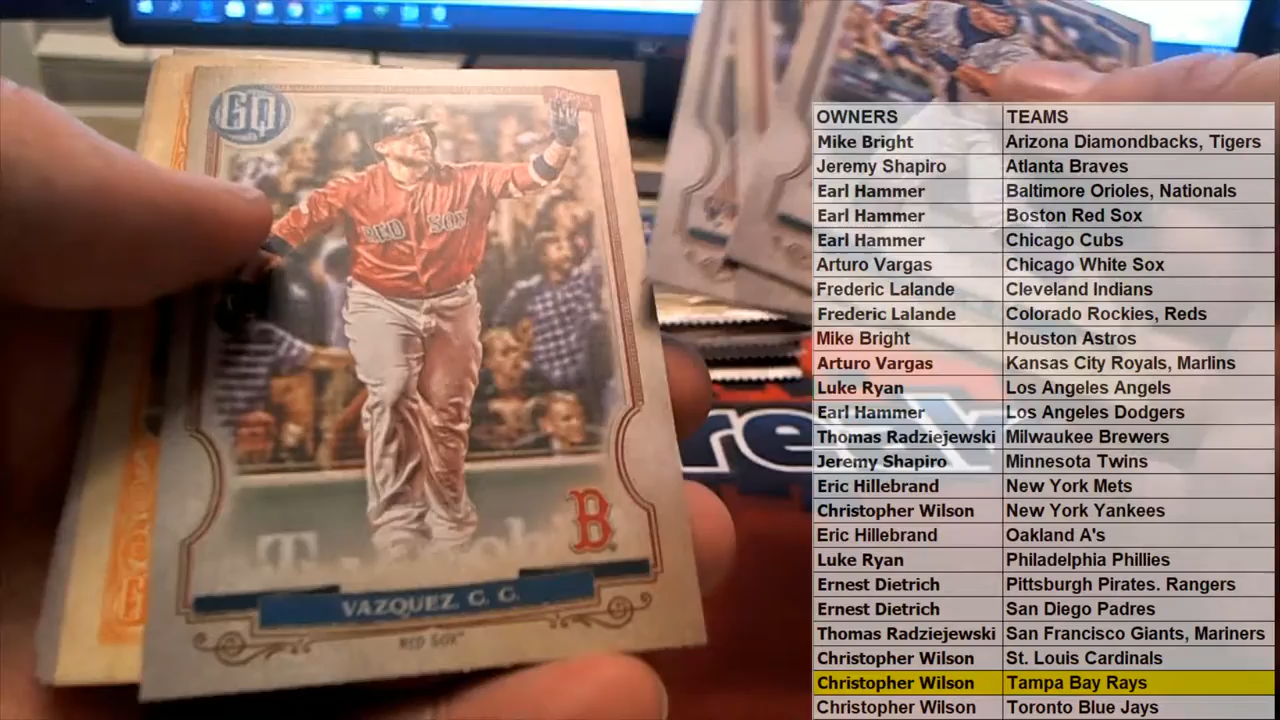 GQ
RED SOX
B
VAZQUEZ, C. C.
RED SOX
OWNERS TEAMS
Mike Bright Arizona Diamondbacks, Tigers
Jeremy Shapiro Atlanta Braves
Earl Hammer Baltimore Orioles, Nationals
Earl Hammer Boston Red Sox
Earl Hammer Chicago Cubs
Arturo Vargas Chicago White Sox
Frederic Lalande Cleveland Indians
Frederic Lalande Colorado Rockies, Reds
Mike Bright Houston Astros
Arturo Vargas Kansas City Royals, Marlins
Luke Ryan Los Angeles Angels
Earl Hammer Los Angeles Dodgers
Thomas Radziejewski Milwaukee Brewers
Jeremy Shapiro Minnesota Twins
Eric Hillebrand New York Mets
Christopher Wilson New York Yankees
Eric Hillebrand Oakland A's
Luke Ryan Philadelphia Phillies
Ernest Dietrich Pittsburgh Pirates. Rangers
Ernest Dietrich San Diego Padres
Thomas Radziejewski San Francisco Giants, Mariners
Christopher Wilson St. Louis Cardinals
Christopher Wilson Tampa Bay Rays
Christopher Wilson Toronto Blue Jays